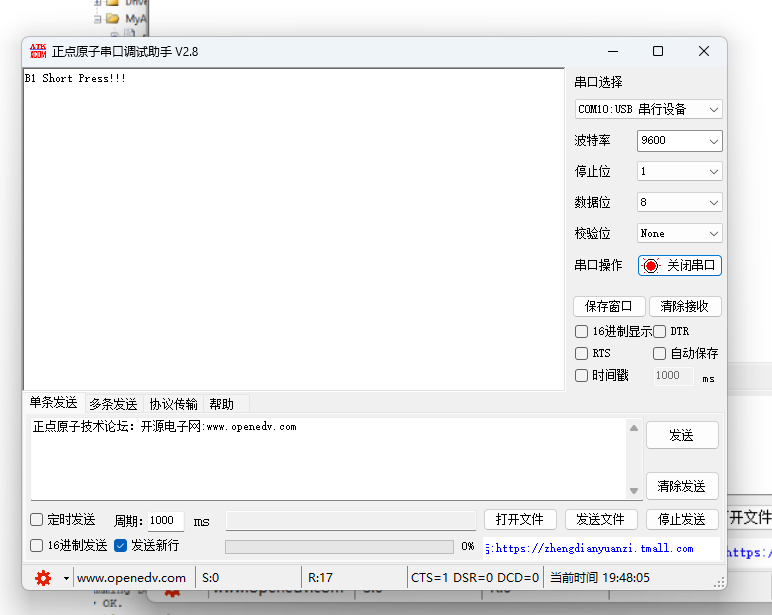 Drive
MyA
ATK
XCOM
正点原子串口调试助手 V2.8
B1 Short Press!!!
串口选择
COM10:USB 串行设备
波特率 9600
停止位 1
数据位 8
校验位 None
串口操作 关闭串口
保存窗口 清除接收
16进制显示 DTR
RTS 自动保存
时间戳 1000 ms
单条发送 多条发送 协议传输 帮助
正点原子技术论坛：开源电子网:www.openedv.com
发送
清除发送
定时发送 周期: 1000 ms 打开文件 发送文件 停止发送
16进制发送 发送新行 0% 告:https://zhengdianyuanzi.tmall.com
www.openedv.com S:0 R:17 CTS=1 DSR=0 DCD=0 当前时间 19:48:05
开文件
https:/
OK.